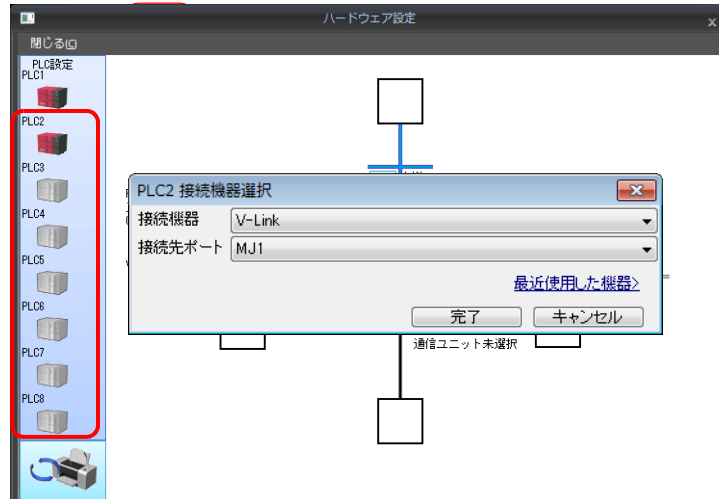 ハードウェア設定
x
閉じる(C)
PLC設定
PLC1
PLC2
PLC3
PLC4
PLC5
PLC6
PLC7
PLC8
PLC2 接続機器選択
接続機器 V-Link
接続先ポート MJ1
最近使用した機器>
完了 キャンセル
通信ユニット未選択